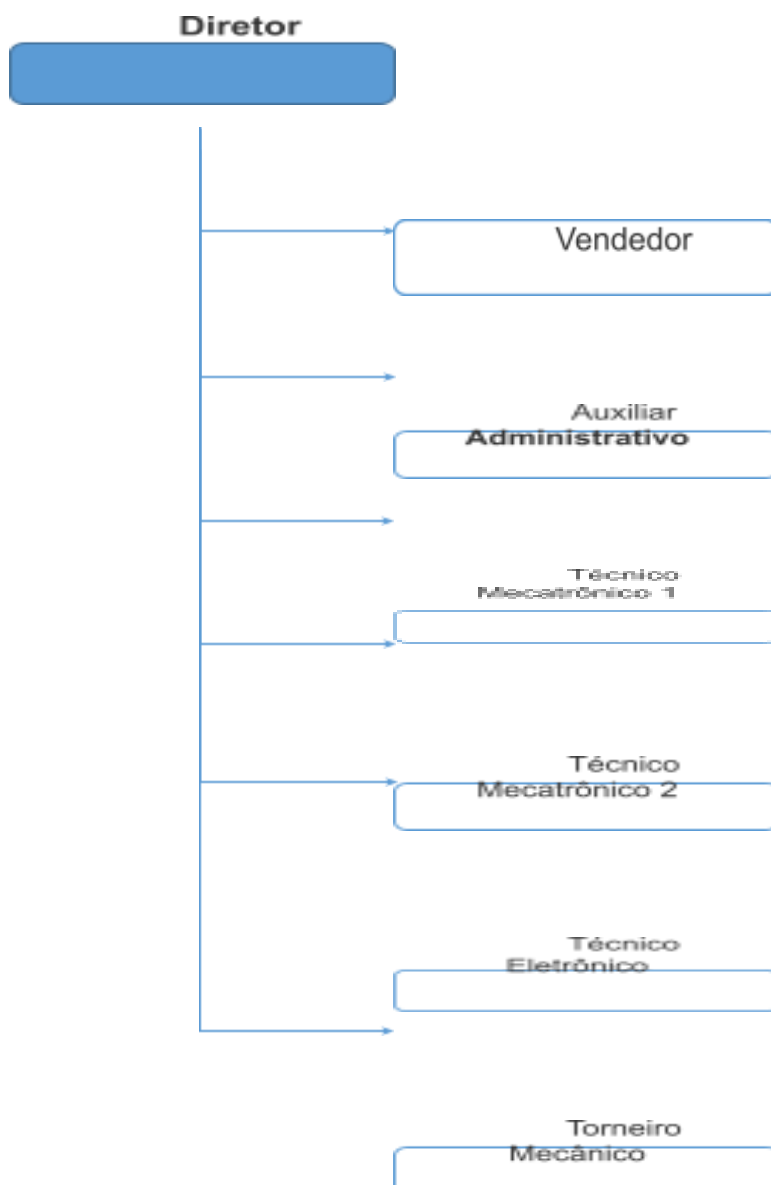 Diretor
Vendedor
Auxiliar
Administrativo
Técnico
Mecatrônico 1
Técnico
Mecatrônico 2
Técnico
Eletrônico
Torneiro
Mecânico